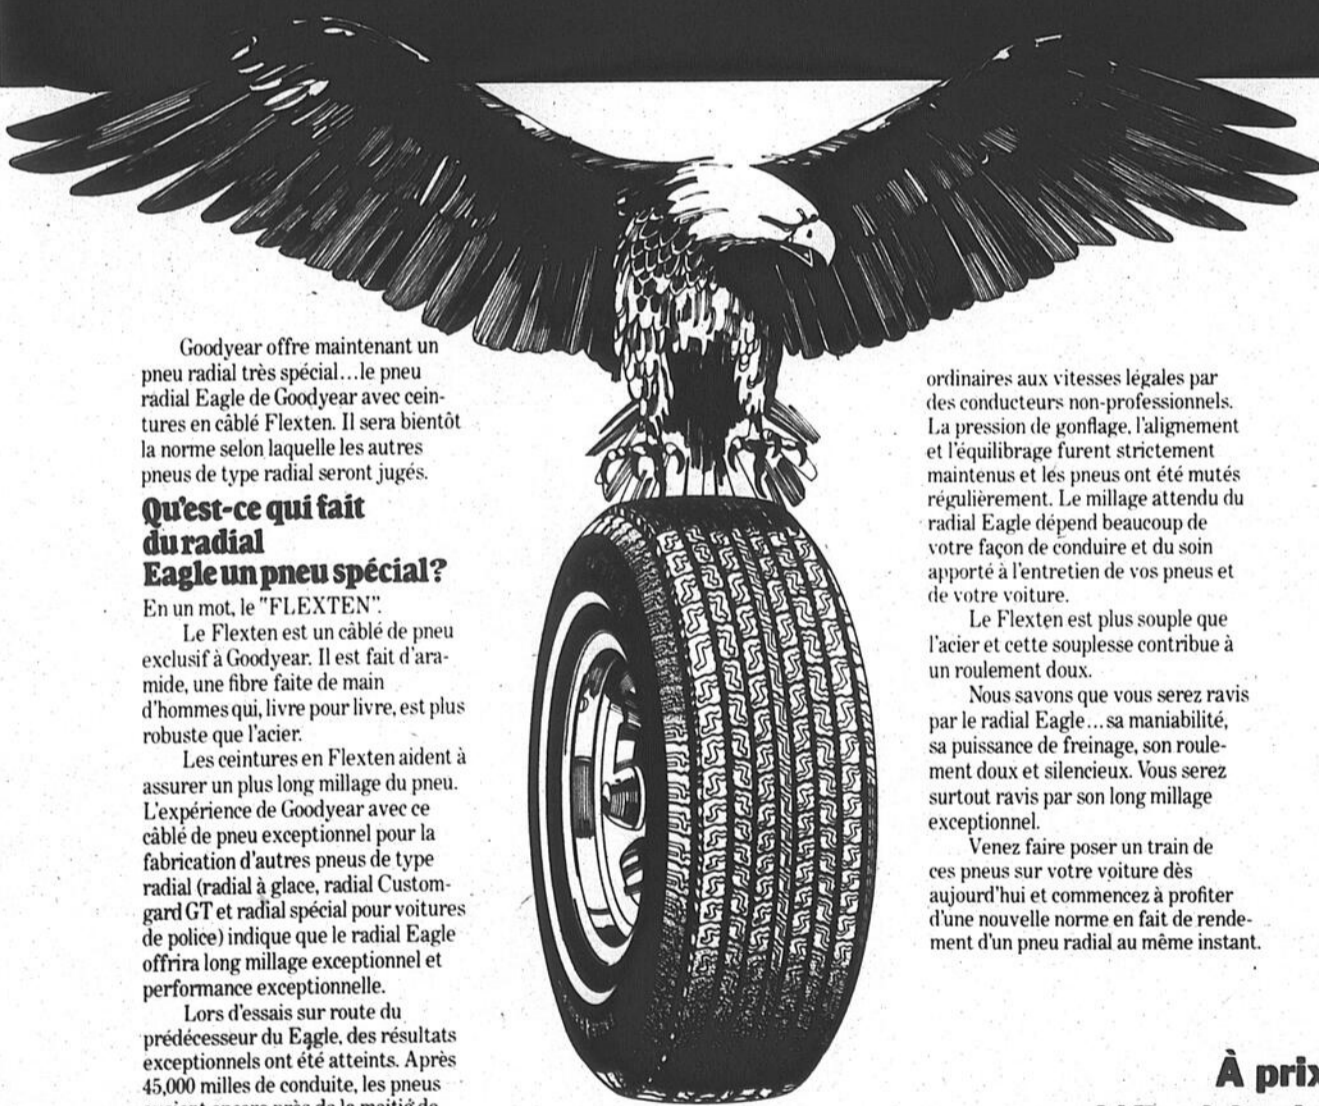 Goodyear offre maintenant un
pneu radial très spécial...le pneu
radial Eagle de Goodyear avec cein-
tures en câblé Flexten. Il sera bientôt
la norme selon laquelle les autres
pneus de type radial seront jugés.
Qu'est-ce qui fait
du radial
Eagle un pneu spécial?
En un mot, le "FLEXTEN".
Le Flexten est un câblé de pneu
exclusif à Goodyear. Il est fait d'ara-
mide, une fibre faite de main
d'hommes qui, livre pour livre, est plus
robuste que l'acier.
Les ceintures en Flexten aident à
assurer un plus long millage du pneu.
L'expérience de Goodyear avec ce
câblé de pneu exceptionnel pour la
fabrication d'autres pneus de type
radial (radial à glace, radial Custom-
gard GT et radial spécial pour voitures
de police) indique que le radial Eagle
offrira long millage exceptionnel et
performance exceptionnelle.
Lors d'essais sur route du
prédécesseur du Eagle, des résultats
exceptionnels ont été atteints. Après
45,000 milles de conduite, les pneus
avaient encore près de la moitié de
ordinaires aux vitesses légales par
des conducteurs non-professionnels.
La pression de gonflage, l'alignement
et l'équilibrage furent strictement
maintenus et les pneus ont été mutés
régulièrement. Le millage attendu du
radial Eagle dépend beaucoup de
votre façon de conduire et du soin
apporté à l'entretien de vos pneus et
de votre voiture.
Le Flexten est plus souple que
l'acier et cette souplesse contribue à
un roulement doux.
Nous savons que vous serez ravis
par le radial Eagle...sa maniabilité,
sa puissance de freinage, son roule-
ment doux et silencieux. Vous serez
surtout ravis par son long millage
exceptionnel.
Venez faire poser un train de
ces pneus sur votre voiture dès
aujourd'hui et commencez à profiter
d'une nouvelle norme en fait de rende-
ment d'un pneu radial au même instant.
À prix